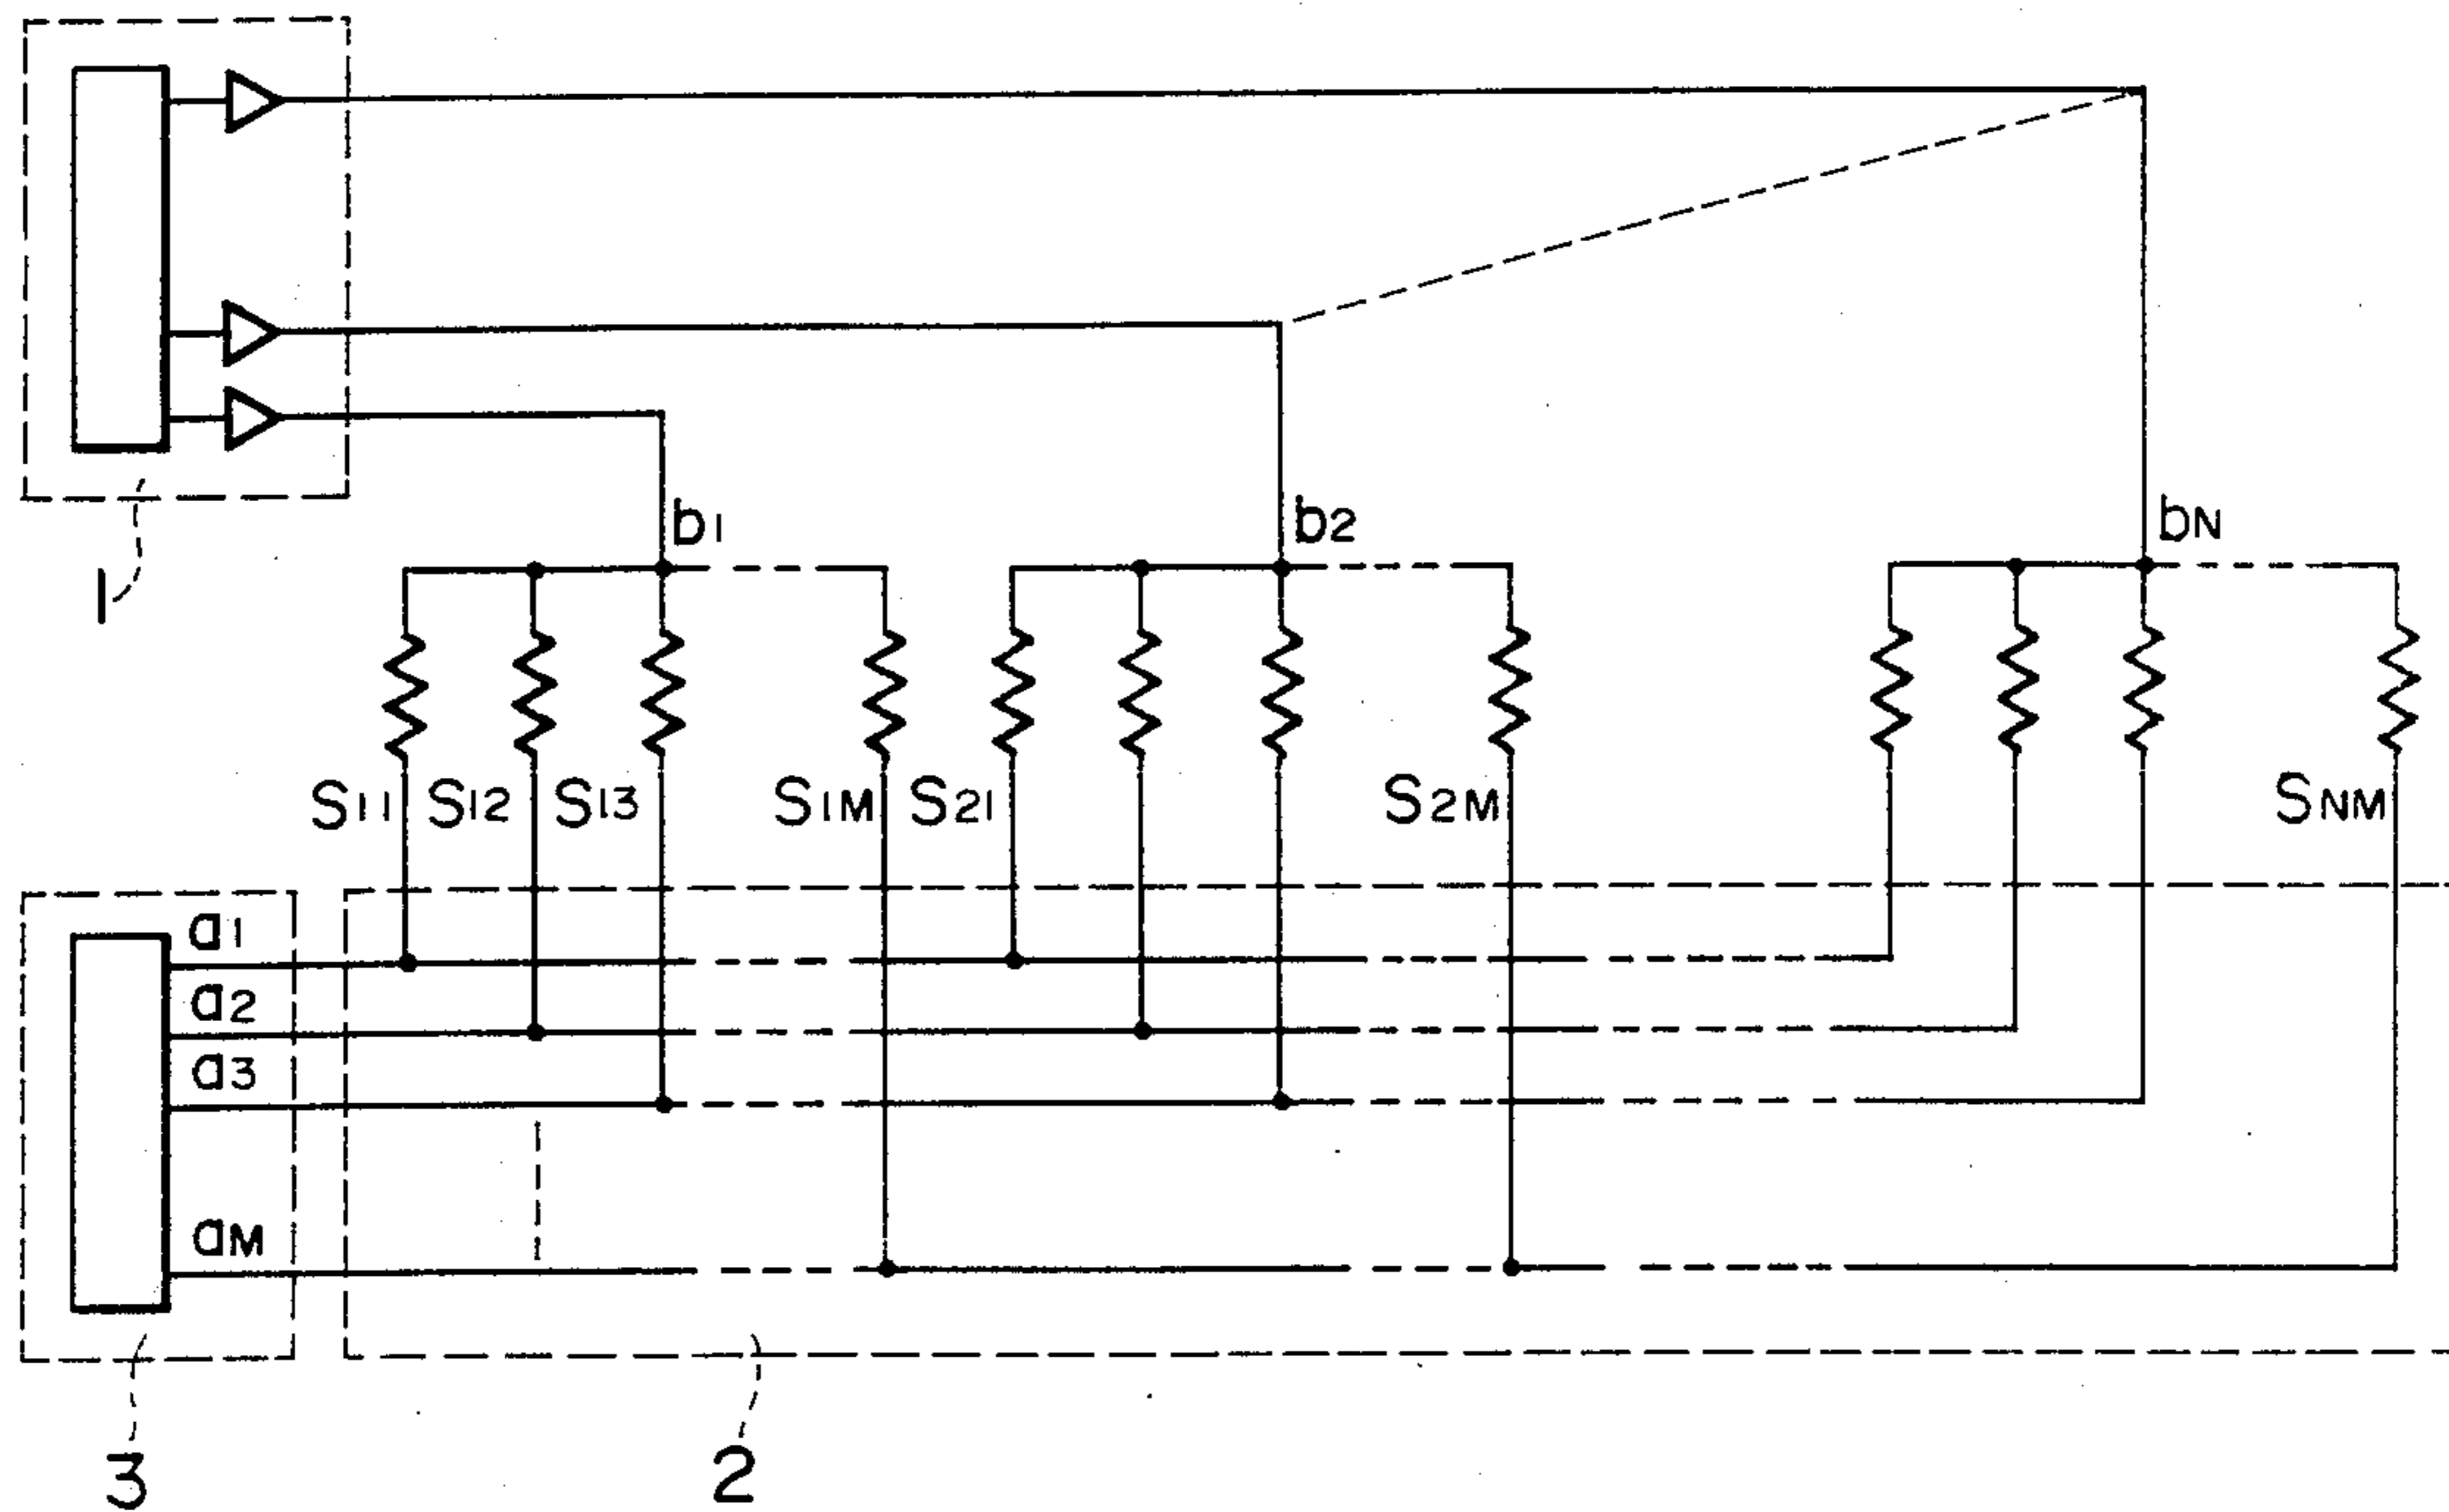 b1 b2 bN
1
S11 S12 S13 S1M S21 S2M SNM
a1
a2
a3
aM
3 2